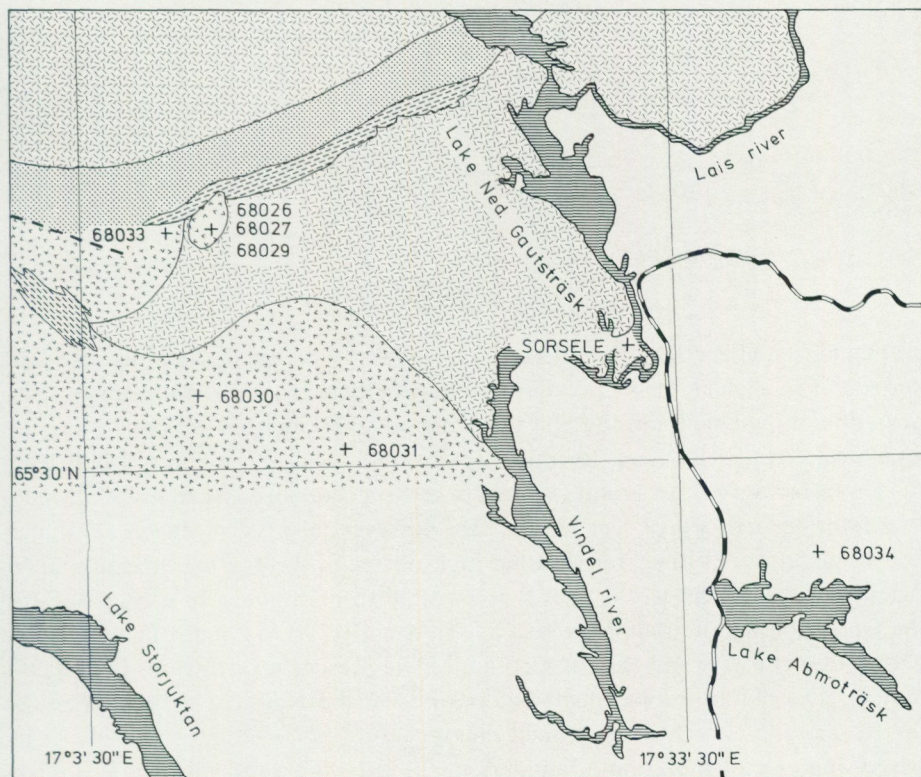 Lais river
Lake Ned. Gautsträsk
68026
68033
68027
68029
SORSELE
68030
68031
65°30'N
68034
Vindel river
Lake Storjuktan
Lake Abmoträsk
17°3' 30"E
17°33' 30"E